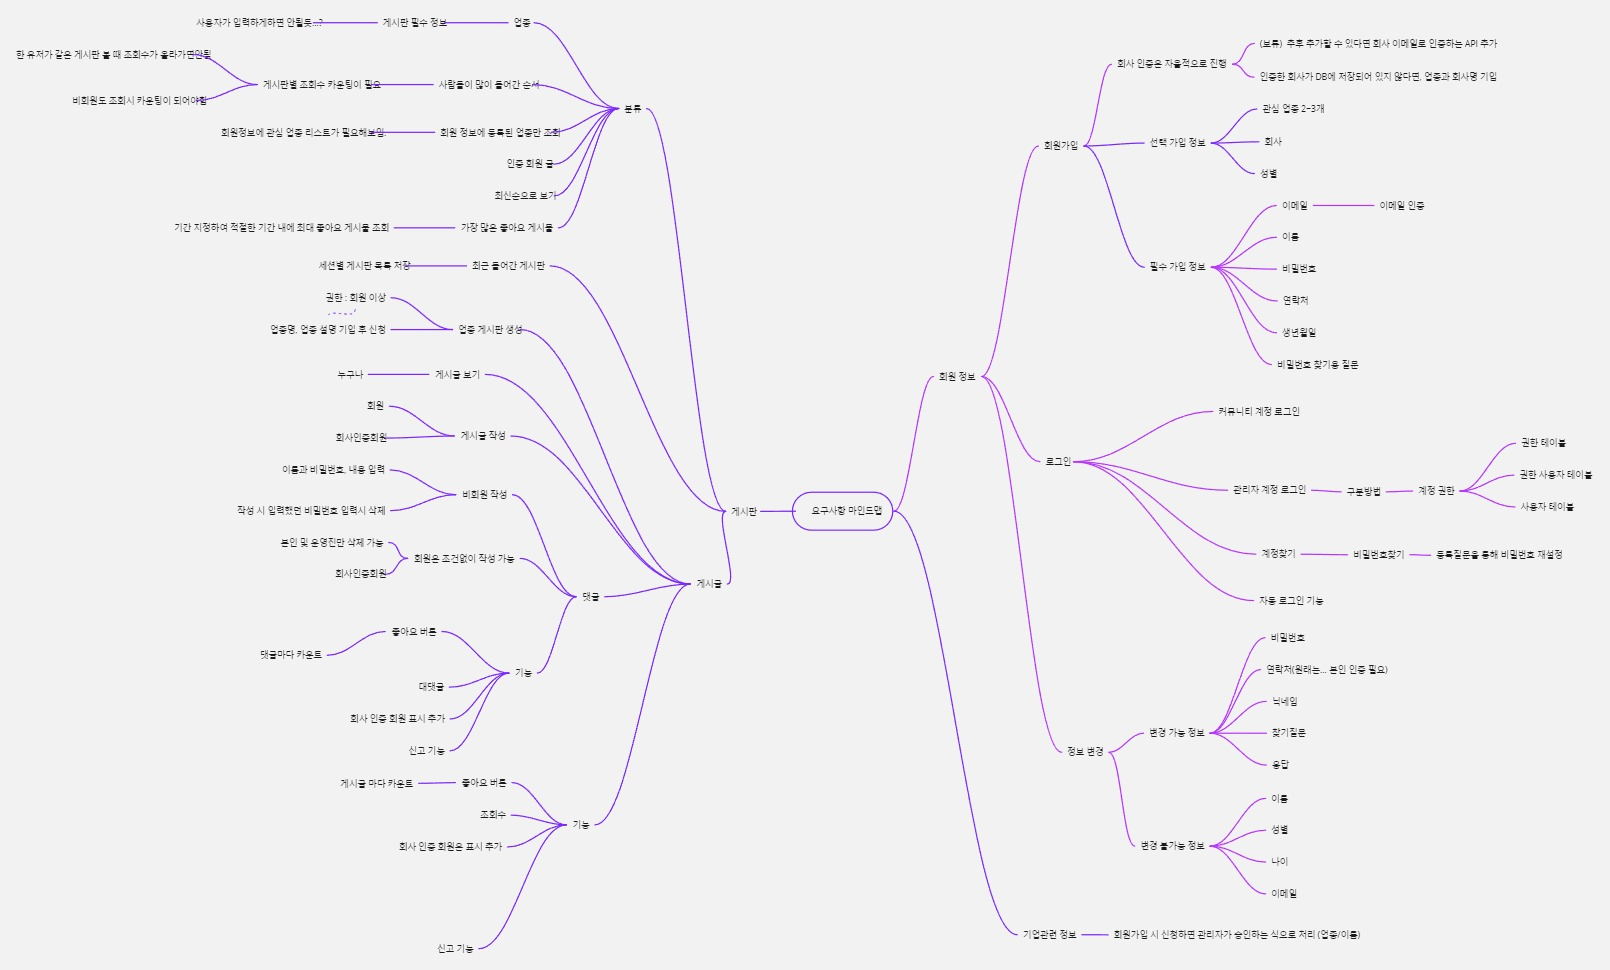 요구사항 마인드맵
게시판
분류
업종
게시판 필수 정보
사용자가 입력하게하면 안될듯...?
사람들이 많이 들어간 순서
게시판별 조회수 카운팅이 필요
한 유저가 같은 게시판 볼 때 조회수가 올라가면안됨
비회원도 조회시 카운팅이 되어야함
회원 정보에 등록된 업종만 조회
회원정보에 관심 업종 리스트가 필요해보임.
인증 회원 글
최신순으로 보기
가장 많은 좋아요 게시물
기간 지정하여 적절한 기간 내에 최대 좋아요 게시물 조회
최근 들어간 게시판
세션별 게시판 목록 저장
게시글
업종 게시판 생성
권한 : 회원 이상
업종명, 업종 설명 기입 후 신청
게시글 보기
누구나
게시글 작성
회원
회사인증회원
댓글
비회원 작성
이름과 비밀번호, 내용 입력
작성 시 입력했던 비밀번호 입력시 삭제
회원은 조건없이 작성 가능
본인 및 운영진만 삭제 가능
회사인증회원
기능
좋아요 버튼
댓글마다 카운트
대댓글
회사 인증 회원 표시 추가
신고 기능
기능
좋아요 버튼
게시글 마다 카운트
조회수
회사 인증 회원은 표시 추가
신고 기능
회원 정보
회원가입
회사 인증은 자율적으로 진행
(보류) 추후 추가할 수 있다면 회사 이메일로 인증하는 API 추가
인증한 회사가 DB에 저장되어 있지 않다면, 업종과 회사명 기입
선택 가입 정보
관심 업종 2~3개
회사
성별
필수 가입 정보
이메일
이메일 인증
이름
비밀번호
연락처
생년월일
비밀번호 찾기용 질문
로그인
커뮤니티 계정 로그인
관리자 계정 로그인
구분방법
계정 권한
권한 테이블
권한 사용자 테이블
사용자 테이블
계정찾기
비밀번호찾기
등록질문을 통해 비밀번호 재설정
자동 로그인 기능
정보 변경
변경 가능 정보
비밀번호
연락처(원래는... 본인 인증 필요)
닉네임
찾기질문
응답
변경 불가능 정보
이름
성별
나이
이메일
기업관련 정보
회원가입 시 신청하면 관리자가 승인하는 식으로 처리 (업종/이름)